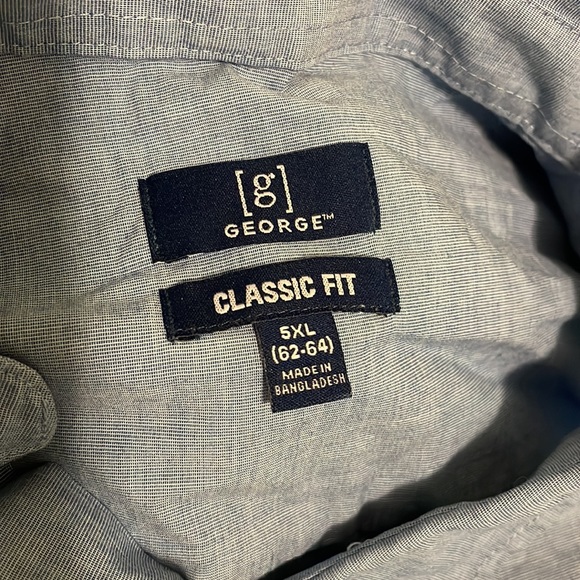 [g]
GEORGE™
CLASSIC FIT
5XL
(62-64)
MADE IN
BANGLADESH